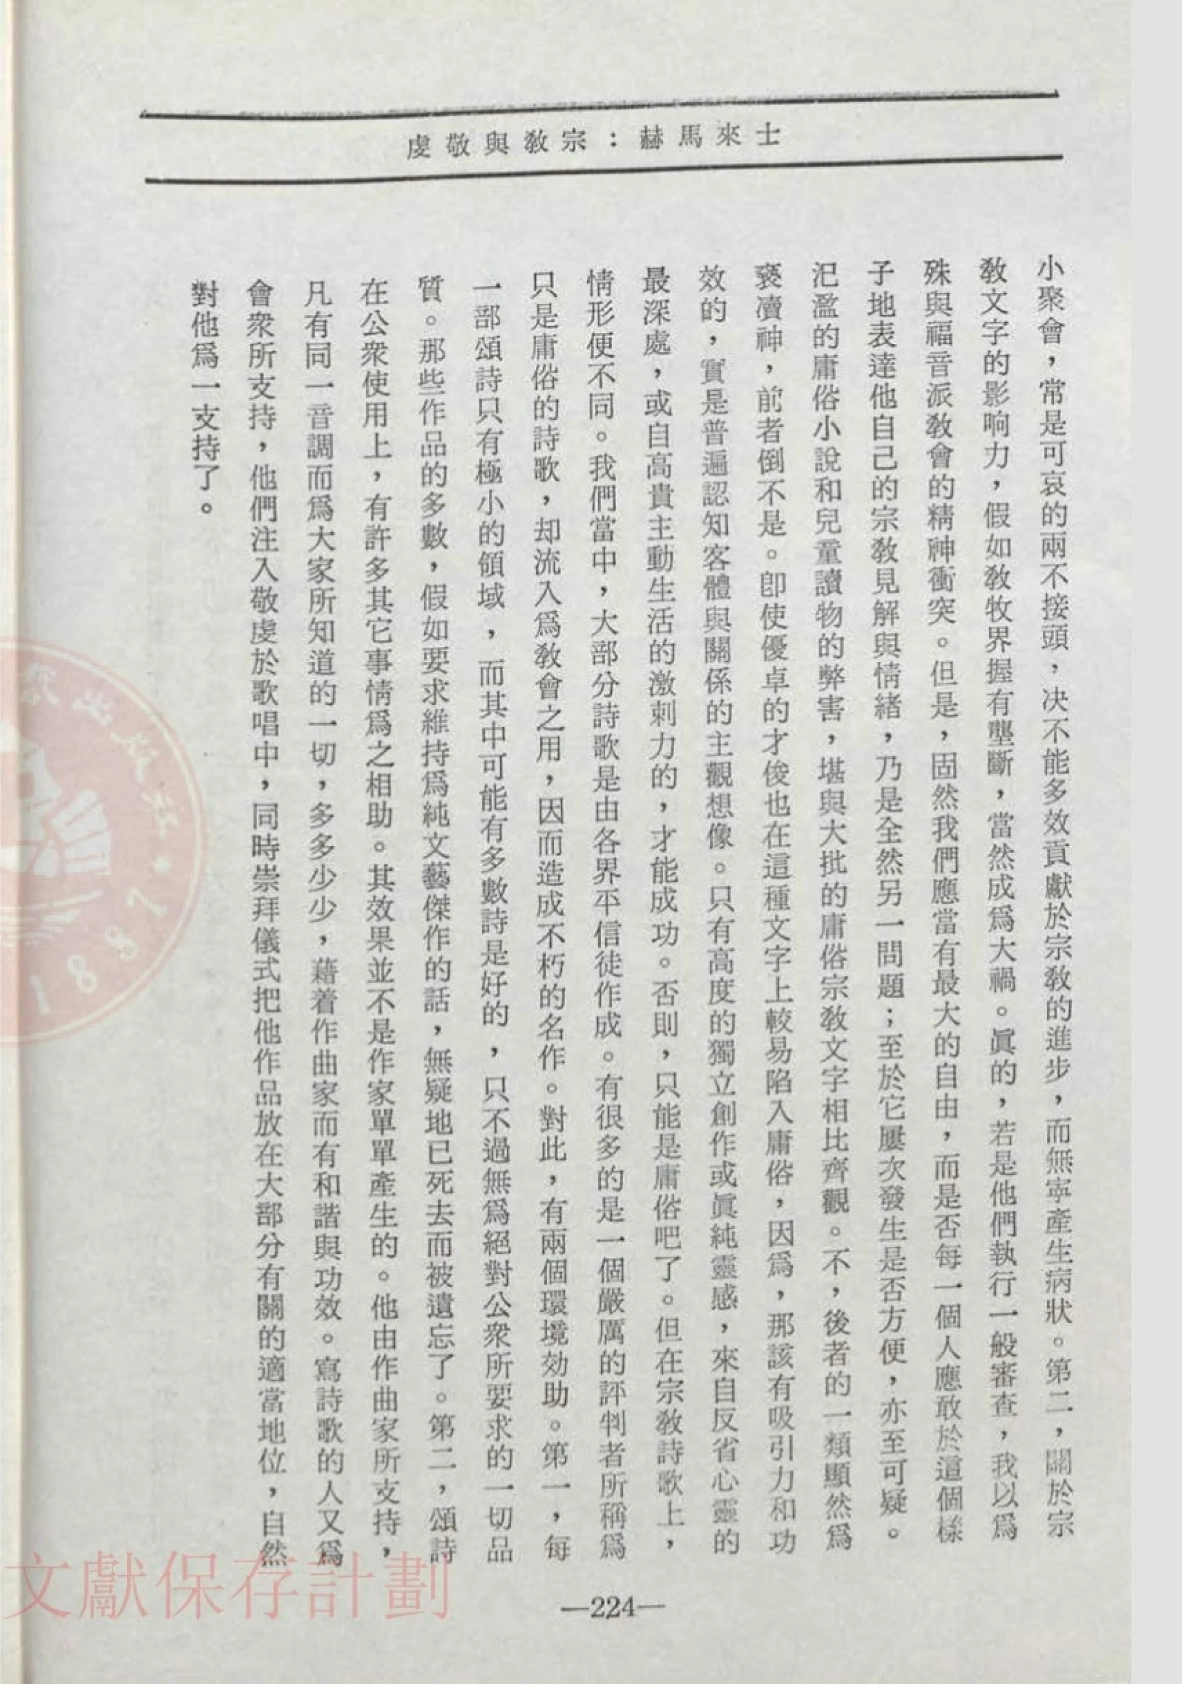 士來馬赫:宗教與敬虔
小聚會，常是可哀的兩不接頭，決不能多效貢獻於宗教的進步，而無寧產生病狀。第二，關於宗
教文字的影响力，假如教牧界握有壟斷，當然成爲大禍。眞的，若是他們執行一般審查，我以爲
殊與福音派教會的精神衝突。但是，固然我們應當有最大的自由，而是否每一個人應敢於這個樣
子地表達他自己的宗教見解與情緒，乃是全然另一問題；至於它屢次發生是否方便，亦至可疑。
氾濫的庸俗小說和兒童讀物的弊害，堪與大批的庸俗宗教文字相比齊觀。不，後者的一類顯然爲
褻瀆神，前者倒不是。卽使優卓的才俊也在這種文字上較易陷入庸俗，因爲，那該有吸引力和功
效的，實是普遍認知客體與關係的主觀想像。只有高度的獨立創作或眞純靈感，來自反省心靈的
最深處，或自高貴主動生活的激刺力的，才能成功。否則，只能是庸俗吧了。但在宗教詩歌上，
情形便不同。我們當中，大部分詩歌是由各界平信徒作成。有很多的是一個嚴厲的評判者所稱爲
只是庸俗的詩歌，却流入爲教會之用，因而造成不朽的名作。對此，有兩個環境効助。第一，每
一部頌詩只有極小的領域，而其中可能有多數詩是好的，只不過無爲絕對公衆所要求的一切品
質。那些作品的多數，假如要求維持爲純文藝傑作的話，無疑地已死去而被遺忘了。第二，頌詩
在公衆使用上，有許多其它事情爲之相助。其效果並不是作家單單產生的。他由作曲家所支持，
凡有同一音調而爲大家所知道的一切，多多少少，藉着作曲家而有和諧與功效。寫詩歌的人又爲
會衆所支持，他們注入敬虔於歌唱中，同時崇拜儀式把他作品放在大部分有關的適當地位，自然
對他爲一支持了。
—224—
出版社·1887
文獻保存計劃